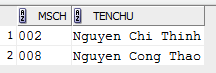 MSCH TENCHU
1 002 Nguyen Chi Thinh
2 008 Nguyen Cong Thao